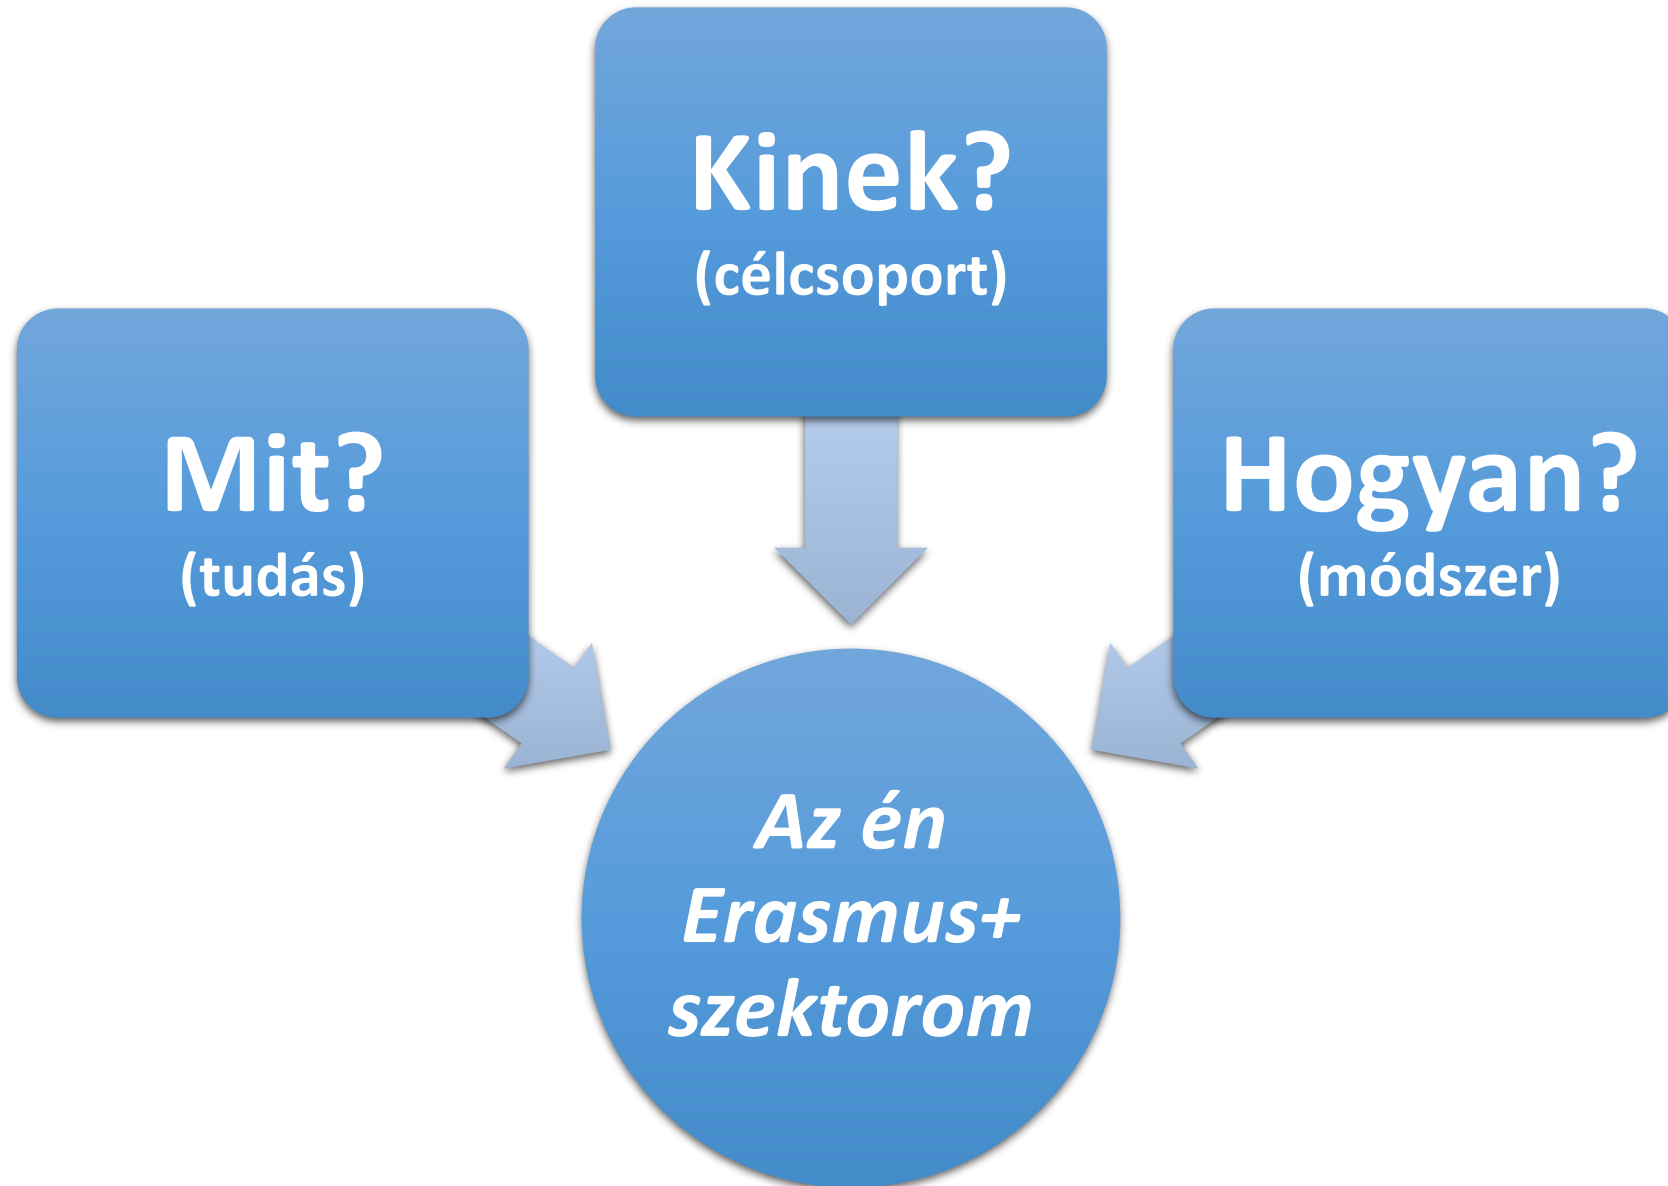 Kinek?
(célcsoport)
Mit?
(tudás)
Hogyan?
(módszer)
Az én
Erasmus+
szektorom